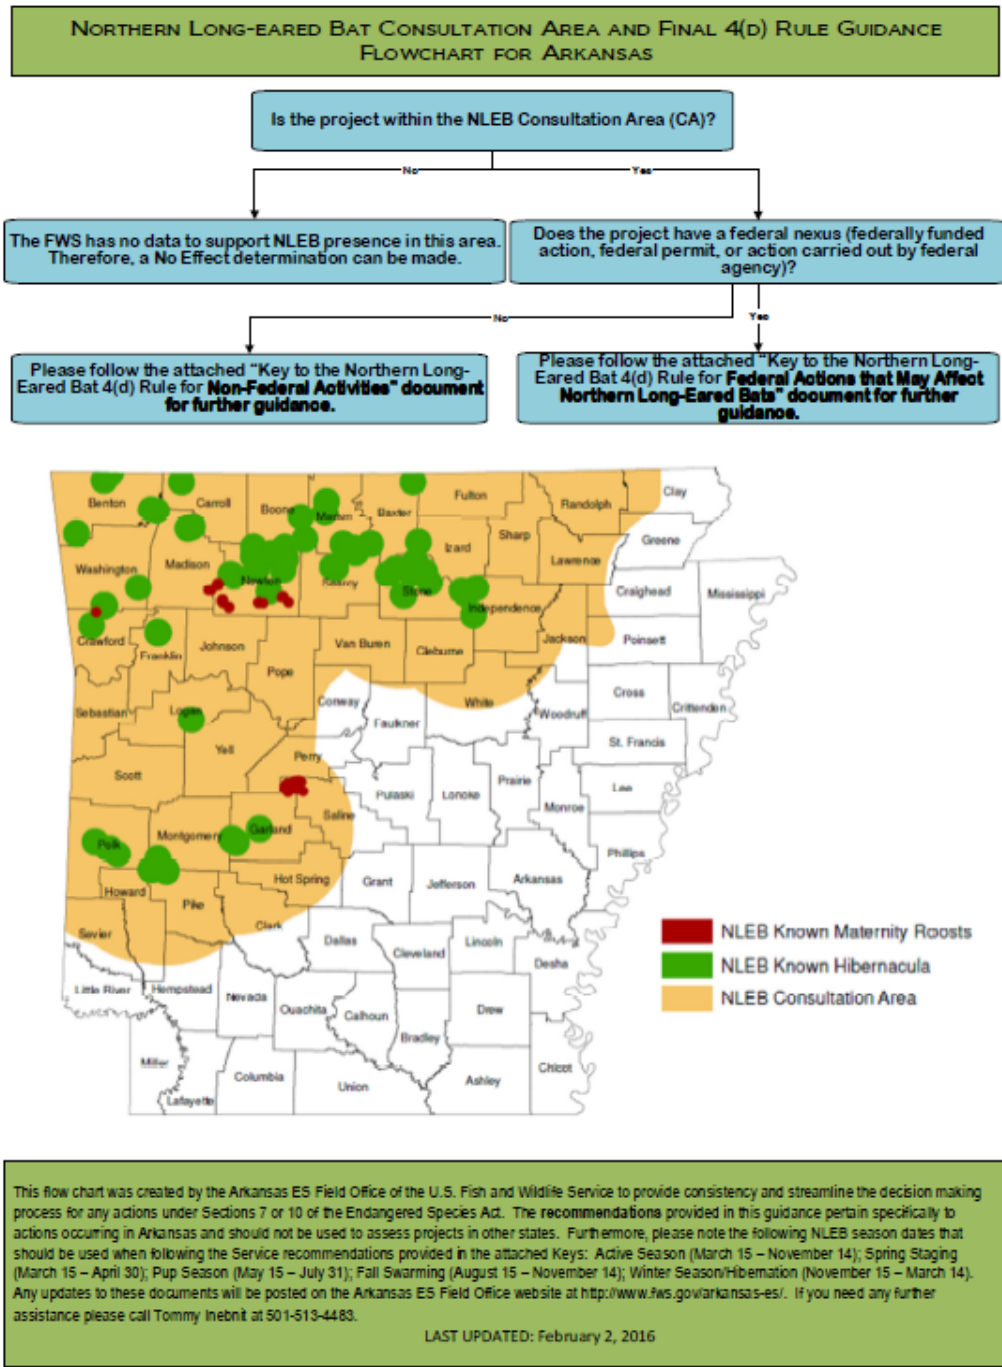 NORTHERN LONG-EARED BAT CONSULTATION AREA AND FINAL 4(D) RULE GUIDANCE
FLOWCHART FOR ARKANSAS
Is the project within the NLEB Consultation Area (CA)?
No
Yes
The FWS has no data to support NLEB presence in this area.
Therefore, a No Effect determination can be made.
Does the project have a federal nexus (federally funded
action, federal permit, or action carried out by federal
agency)?
No
Yes
Please follow the attached “Key to the Northern Long-
Eared Bat 4(d) Rule for Non-Federal Activities” document
for further guidance.
Please follow the attached “Key to the Northern Long-
Eared Bat 4(d) Rule for Federal Actions that May Affect
Northern Long-Eared Bats” document for further
guidance.
Benton
Carroll
Boone
Marion
Baxter
Fulton
Randolph
Clay
Sharp
Izard
Greene
Lawrence
Washington
Madison
Newton
Searcy
Stone
Independence
Craighead
Mississippi
Crawford
Franklin
Johnson
Van Buren
Cleburne
Jackson
Poinsett
Pope
Sebastian
Logan
Conway
White
Cross
Crittenden
Faulkner
Woodruff
St. Francis
Yell
Perry
Scott
Pulaski
Lonoke
Prairie
Monroe
Lee
Saline
Garland
Montgomery
Polk
Phillips
Hot Spring
Grant
Jefferson
Arkansas
Howard
Pike
Clark
Sevier
Dallas
Cleveland
Lincoln
Desha
Little River
Hempstead
Nevada
Ouachita
Calhoun
Drew
Bradley
Miller
Columbia
Union
Ashley
Chicot
Lafayette
NLEB Known Maternity Roosts
NLEB Known Hibernacula
NLEB Consultation Area
This flow chart was created by the Arkansas ES Field Office of the U.S. Fish and Wildlife Service to provide consistency and streamline the decision making
process for any actions under Sections 7 or 10 of the Endangered Species Act. The recommendations provided in this guidance pertain specifically to
actions occurring in Arkansas and should not be used to assess projects in other states. Furthermore, please note the following NLEB season dates that
should be used when following the Service recommendations provided in the attached Keys: Active Season (March 15 – November 14); Spring Staging
(March 15 – April 30); Pup Season (May 15 – July 31); Fall Swarming (August 15 – November 14); Winter Season/Hibernation (November 15 – March 14).
Any updates to these documents will be posted on the Arkansas ES Field Office website at http://www.fws.gov/arkansas-es/. If you need any further
assistance please call Tommy Inebnit at 501-513-4483.
LAST UPDATED: February 2, 2016